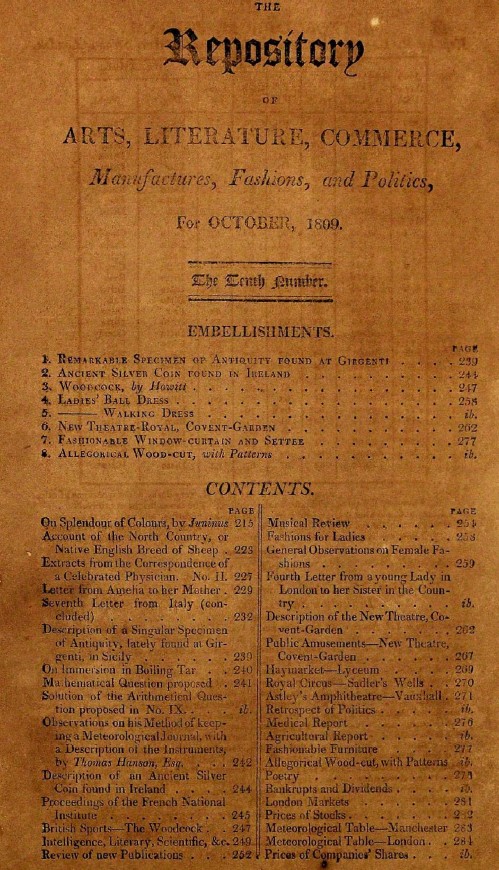 THE
Repository
OF
ARTS, LITERATURE, COMMERCE,
Manufactures, Fashions, and Politics,
For OCTOBER, 1809.
The Tenth Number.
EMBELLISHMENTS.
PAGE
1. REMARKABLE SPECIMEN OF ANTIQUITY FOUND AT GIRGENTI . . . . 239
2. ANCIENT SILVER COIN FOUND IN IRELAND . . . . 244
3. WOODCOCK, by Howitt . . . . 247
4. LADIES' BALL DRESS . . . . 258
5. —— WALKING DRESS . . . . ib.
6. NEW THEATRE-ROYAL, COVENT-GARDEN . . . . 262
7. FASHIONABLE WINDOW-CURTAIN AND SETTEE . . . . 277
8. ALLEGORICAL WOOD-CUT, with Patterns . . . . ib.
CONTENTS.
PAGE
On Splendour of Colours, by Juninus 215
Account of the North Country, or
Native English Breed of Sheep . 223
Extracts from the Correspondence of
a Celebrated Physician. No. II. 227
Letter from Amelia to her Mother . 229
Seventh Letter from Italy (con-
cluded) . . . . 232
Description of a Singular Specimen
of Antiquity, lately found at Gir-
genti, in Sicily . . . . 239
On Immersion in Boiling Tar . . 240
Mathematical Question proposed . . 241
Solution of the Arithmetical Ques-
tion proposed in No. IX. . . . ib.
Observations on his Method of keep-
ing a Meteorological Journal, with
a Description of the Instruments,
by Thomas Hanson, Esq. . . . 242
Description of an Ancient Silver
Coin found in Ireland . . . . 244
Proceedings of the French National
Institute . . . . 245
British Sports—The Woodcock . . 247
Intelligence, Literary, Scientific, &c. 249
Review of new Publications . . . 252
PAGE
Musical Review . . . . 254
Fashions for Ladies . . . . 258
General Observations on Female Fa-
shions . . . . 259
Fourth Letter from a young Lady in
London to her Sister in the Coun-
try . . . . ib.
Description of the New Theatre, Co-
vent-Garden . . . . 262
Public Amusements—New Theatre,
Covent-Garden . . . . 267
Haymarket—Lyceum . . . . 269
Royal Circus—Sadler's Wells . . 270
Astley's Amphitheatre—Vauxhall . 271
Retrospect of Politics . . . . ib.
Medical Report . . . . 276
Agricultural Report . . . . ib.
Fashionable Furniture . . . . 277
Allegorical Wood-cut, with Patterns ib.
Poetry . . . .
Bankrupts and Dividends . . . . ib.
London Markets . . . . 281
Prices of Stocks . . . . 282
Meteorological Table—Manchester 283
Meteorological Table—London . 284
Prices of Companies' Shares . . . ib.